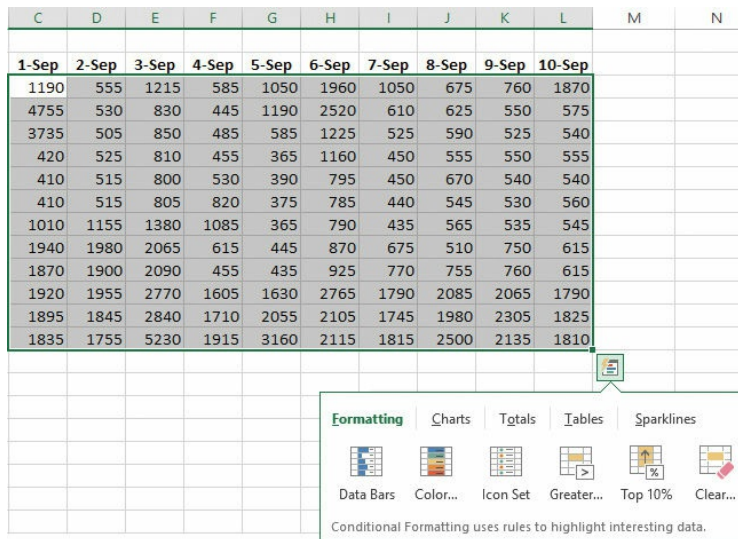 C D E F G H I J K L M N
1-Sep 2-Sep 3-Sep 4-Sep 5-Sep 6-Sep 7-Sep 8-Sep 9-Sep 10-Sep
1190 555 1215 585 1050 1960 1050 675 760 1870
4755 530 830 445 1190 2520 610 625 550 575
3735 505 850 485 585 1225 525 590 525 540
420 525 810 455 365 1160 450 555 550 555
410 515 800 530 390 795 450 670 540 540
410 515 805 820 375 785 440 545 530 560
1010 1155 1380 1085 365 790 435 565 535 545
1940 1980 2065 615 445 870 675 510 750 615
1870 1900 2090 455 435 925 770 755 760 615
1920 1955 2770 1605 1630 2765 1790 2085 2065 1790
1895 1845 2840 1710 2055 2105 1745 1980 2305 1825
1835 1755 5230 1915 3160 2115 1815 2500 2135 1810
Formatting Charts Totals Tables Sparklines
Data Bars Color... Icon Set Greater... Top 10% Clear...
Conditional Formatting uses rules to highlight interesting data.